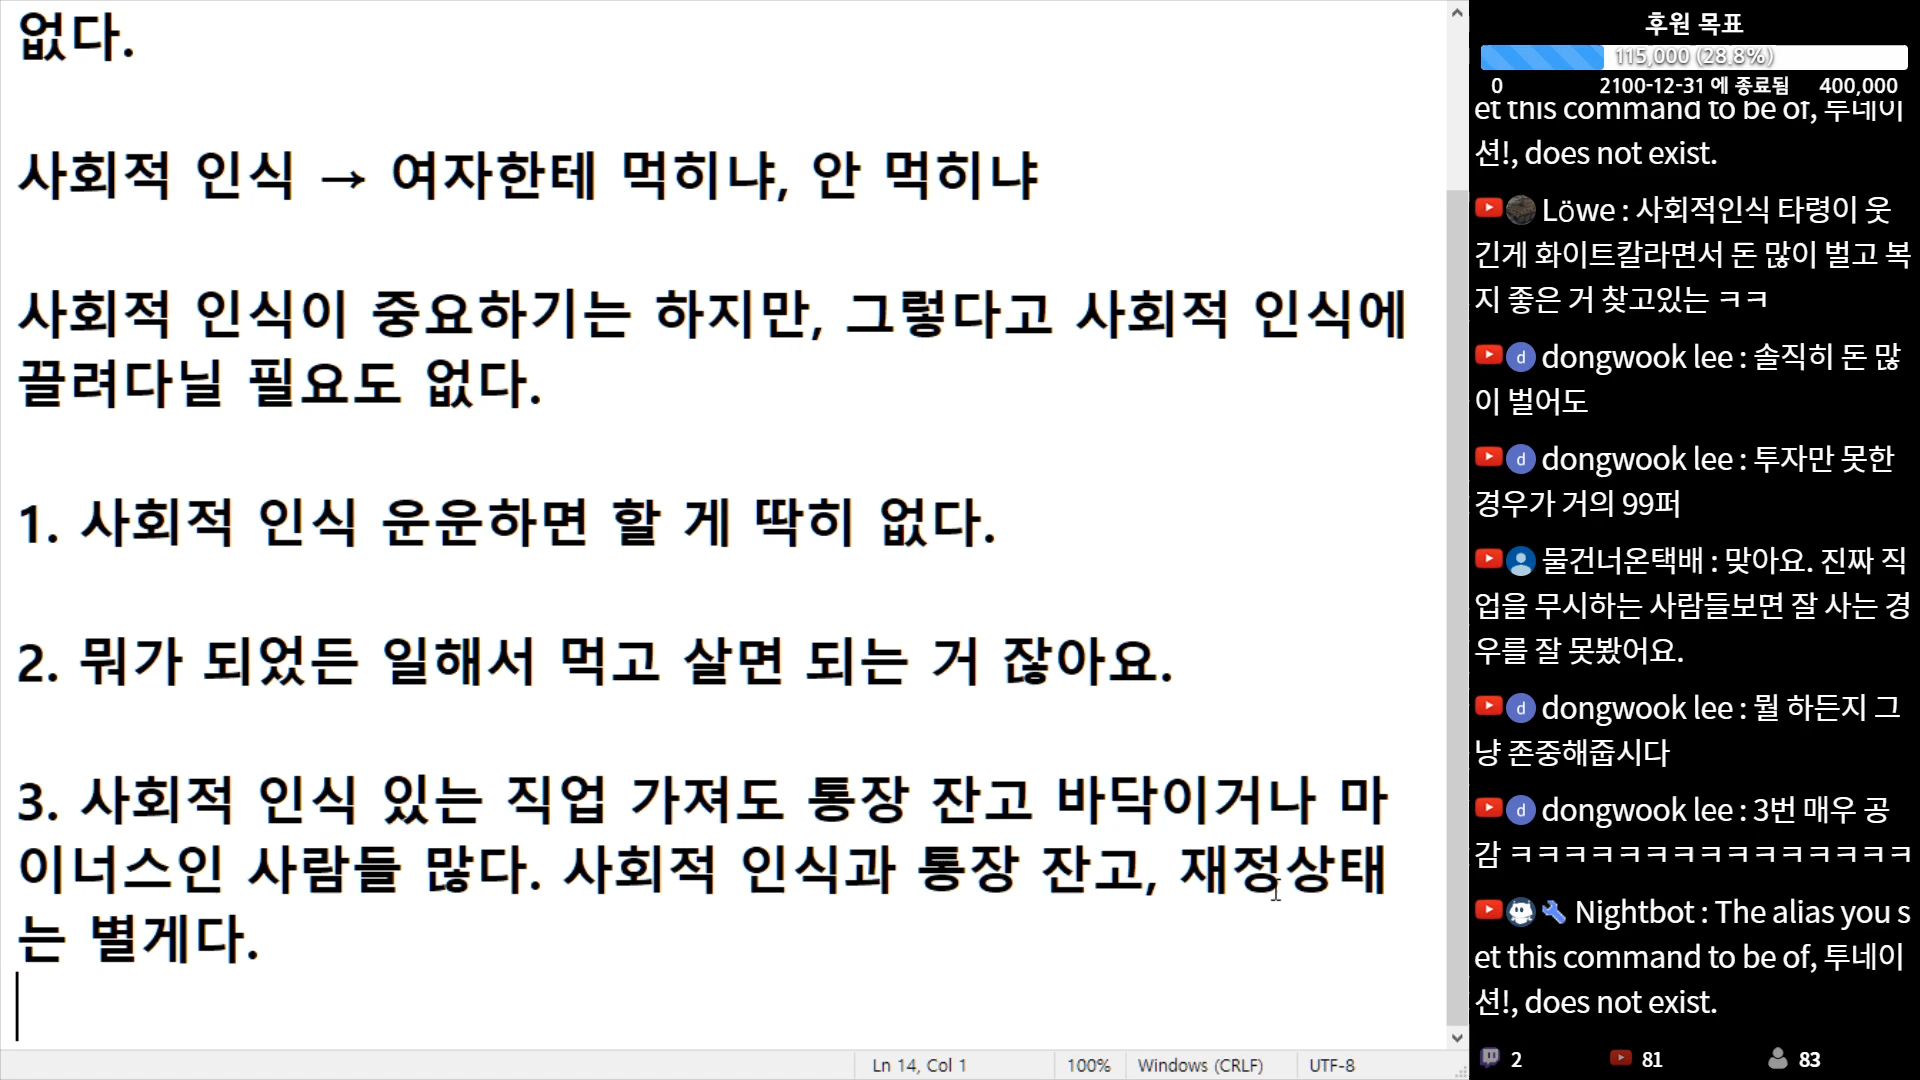 없다.
사회적 인식 → 여자한테 먹히냐, 안 먹히냐
사회적 인식이 중요하기는 하지만, 그렇다고 사회적 인식에
끌려다닐 필요도 없다.
1. 사회적 인식 운운하면 할 게 딱히 없다.
2. 뭐가 되었든 일해서 먹고 살면 되는 거 잖아요.
3. 사회적 인식 있는 직업 가져도 통장 잔고 바닥이거나 마
이너스인 사람들 많다. 사회적 인식과 통장 잔고, 재정상태
는 별게다.
Ln 14, Col 1
100%
Windows (CRLF)
UTF-8
후원 목표
115,000 (28.8%)
0 2100-12-31 에 종료됨 400,000
et this command to be of, 투네이
션!, does not exist.
Löwe : 사회적인식 타령이 웃
긴게 화이트칼라면서 돈 많이 벌고 복
지 좋은 거 찾고있는 ㅋㅋ
d dongwook lee : 솔직히 돈 많
이 벌어도
d dongwook lee : 투자만 못한
경우가 거의 99퍼
물건너온택배 : 맞아요. 진짜 직
업을 무시하는 사람들보면 잘 사는 경
우를 잘 못봤어요.
d dongwook lee : 뭘 하든지 그
냥 존중해줍시다
d dongwook lee : 3번 매우 공
감 ㅋㅋㅋㅋㅋㅋㅋㅋㅋㅋㅋㅋㅋㅋㅋ
Nightbot : The alias you s
et this command to be of, 투네이
션!, does not exist.
2 81 83